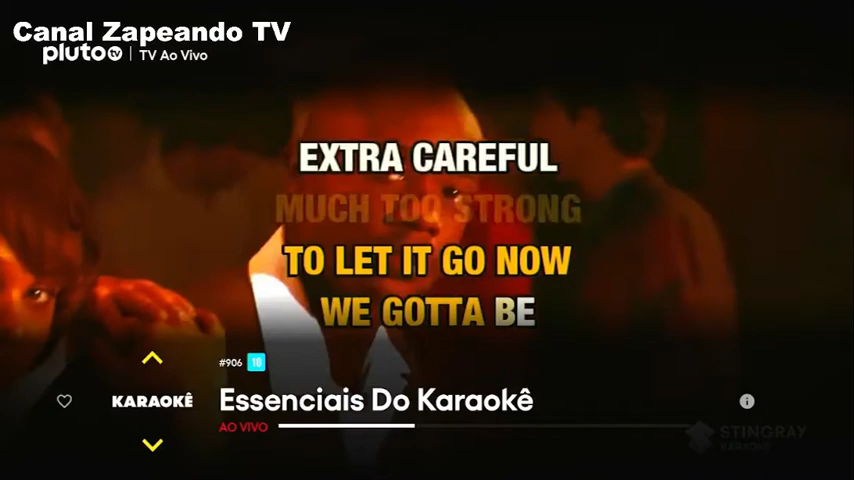 Canal Zapeando TV
pluto tv | TV Ao Vivo
EXTRA CAREFUL
MUCH TOO STRONG
TO LET IT GO NOW
WE GOTTA BE
#906 10
KARAOKÊ
Essenciais Do Karaokê
AO VIVO
STINGRAY
KARAOKE